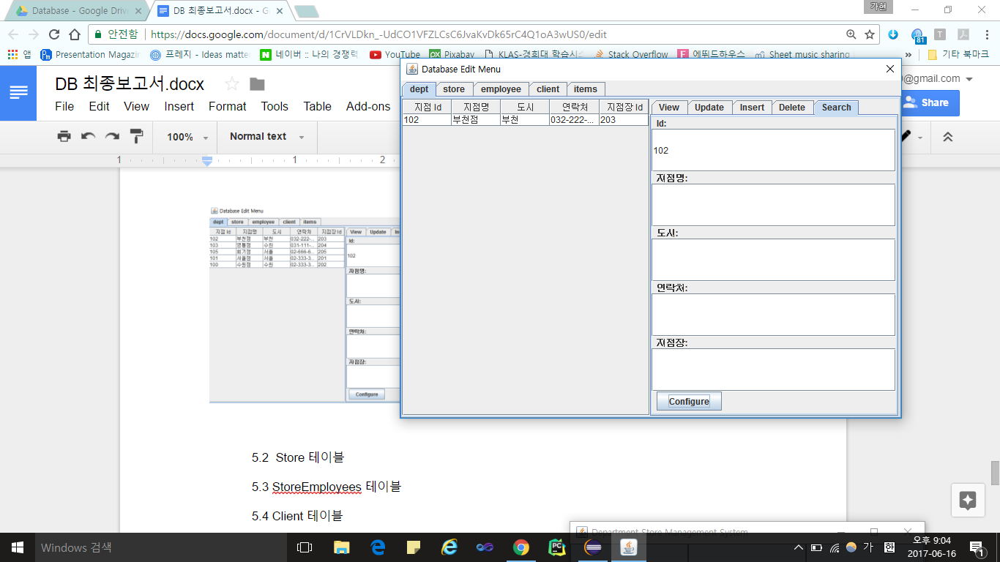 Database - Google Drive
DB 최종보고서.docx - G
가현
안전함
https://docs.google.com/document/d/1CrVLDkn_-UdCO1VFZLCsC6JvaKvDk65rC4Q1oA3wUS0/edit
81
앱
Presentation Magazin
프레지 - Ideas matter
네이버 :: 나의 경쟁력
YouTube
Pixabay
KLAS-경희대 학습시
Stack Overflow
에뛰드하우스
Sheet music sharing
»
기타 북마크
DB 최종보고서.docx
@gmail.com
File Edit View Insert Format Tools Table Add-ons
Share
100%
Normal text
1 1 2
Database Edit Menu
dept store employee client items
지점 Id 지점명 도시 연락처 지점장 Id
102 부천점 부천 032-222-... 203
View Update Insert Delete Search
Id:
102
지점명:
도시:
연락처:
지점장:
Configure
Database Edit Menu
dept store employee client items
지점 Id 지점명 도시 연락처 지점장 Id
102 부천점 부천 032-222-... 203
103 영통점 수원 031-111-... 204
105 회기점 서울 02-666-6... 205
101 서울점 서울 02-333-3... 201
100 수원점 수원 02-333-3... 202
View Update In
Id:
102
지점명:
도시:
연락처:
지점장:
Configure
5.2 Store 테이블
5.3 StoreEmployees 테이블
5.4 Client 테이블
Department Store Management System
Windows 검색
가
한
오후 9:04
2017-06-16
1